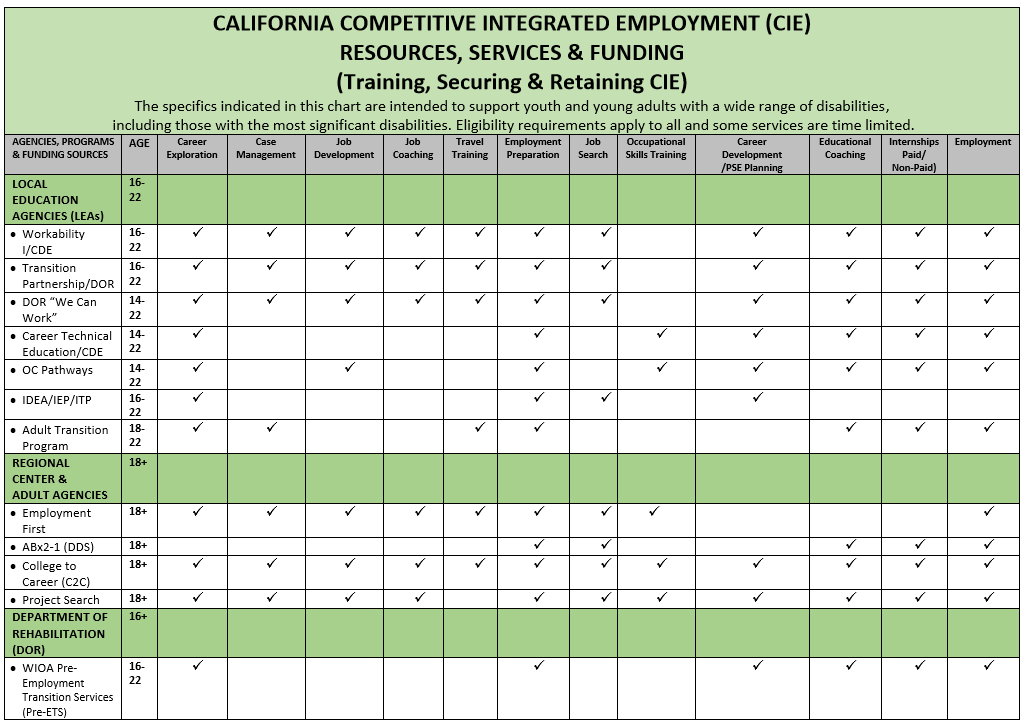 CALIFORNIA COMPETITIVE INTEGRATED EMPLOYMENT (CIE)
RESOURCES, SERVICES & FUNDING
(Training, Securing & Retaining CIE)
The specifics indicated in this chart are intended to support youth and young adults with a wide range of disabilities,
including those with the most significant disabilities. Eligibility requirements apply to all and some services are time limited.
AGENCIES, PROGRAMS
& FUNDING SOURCES
AGE
Career
Exploration
Case
Management
Job
Development
Job
Coaching
Travel
Training
Employment
Preparation
Job
Search
Occupational
Skills Training
Career
Development
/PSE Planning
Educational
Coaching
Internships
Paid/
Non-Paid)
Employment
LOCAL
EDUCATION
AGENCIES (LEAs)
16-
22
• Workability
I/CDE
16-
22
✓ ✓ ✓ ✓ ✓ ✓ ✓ ✓ ✓ ✓ ✓
• Transition
Partnership/DOR
16-
22
✓ ✓ ✓ ✓ ✓ ✓ ✓ ✓ ✓ ✓ ✓
• DOR “We Can
Work”
14-
22
✓ ✓ ✓ ✓ ✓ ✓ ✓ ✓ ✓ ✓ ✓
• Career Technical
Education/CDE
14-
22
✓ ✓ ✓ ✓ ✓ ✓ ✓
• OC Pathways
14-
22
✓ ✓ ✓ ✓ ✓ ✓ ✓ ✓
• IDEA/IEP/ITP
16-
22
✓ ✓ ✓ ✓
• Adult Transition
Program
18-
22
✓ ✓ ✓ ✓ ✓ ✓ ✓
REGIONAL
CENTER &
ADULT AGENCIES
18+
• Employment
First
18+
✓ ✓ ✓ ✓ ✓ ✓ ✓ ✓ ✓
• ABx2-1 (DDS)
18+
✓ ✓ ✓ ✓ ✓
• College to
Career (C2C)
18+
✓ ✓ ✓ ✓ ✓ ✓ ✓ ✓ ✓ ✓ ✓ ✓
• Project Search
18+
✓ ✓ ✓ ✓ ✓ ✓ ✓ ✓ ✓ ✓ ✓
DEPARTMENT OF
REHABILITATION
(DOR)
16+
• WIOA Pre-
Employment
Transition Services
(Pre-ETS)
16-
22
✓ ✓ ✓ ✓ ✓ ✓